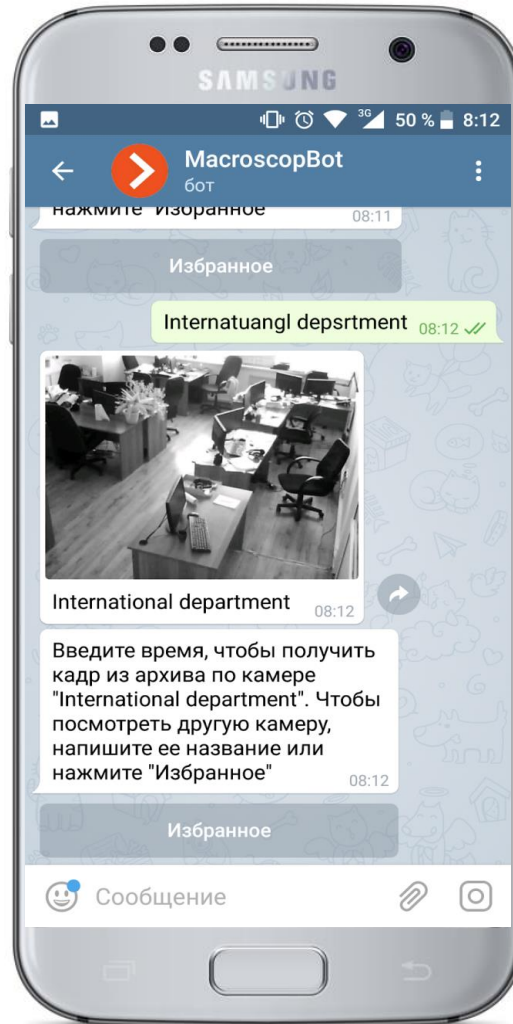 SAMSUNG
3G 50 % 8:12
MacroscopBot
бот
нажмите "Избранное"
08:11
Избранное
Internatuangl depsrtment 08:12
International department 08:12
Введите время, чтобы получить
кадр из архива по камере
"International department". Чтобы
посмотреть другую камеру,
напишите ее название или
нажмите "Избранное" 08:12
Избранное
Сообщение